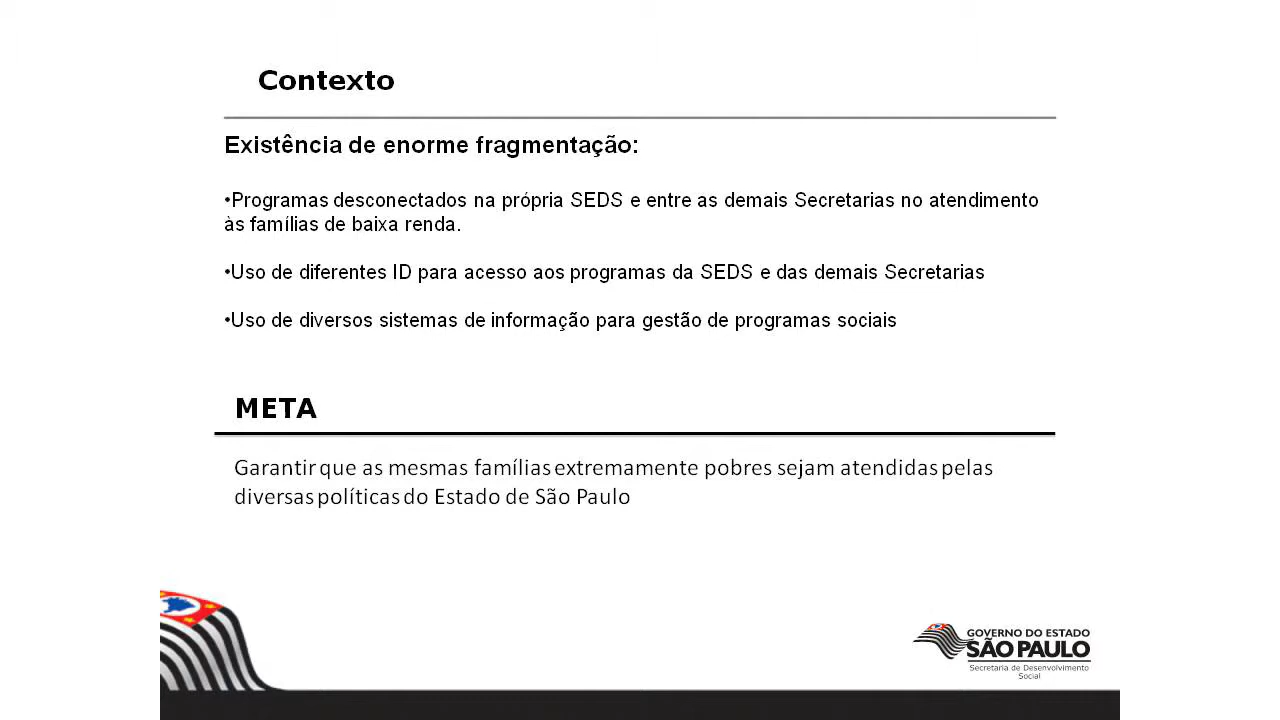 Contexto
Existência de enorme fragmentação:
•Programas desconectados na própria SEDS e entre as demais Secretarias no atendimento
às famílias de baixa renda.
•Uso de diferentes ID para acesso aos programas da SEDS e das demais Secretarias
•Uso de diversos sistemas de informação para gestão de programas sociais
META
Garantir que as mesmas famílias extremamente pobres sejam atendidas pelas
diversas políticas do Estado de São Paulo
GOVERNO DO ESTADO
SÃO PAULO
Secretaria de Desenvolvimento
Social